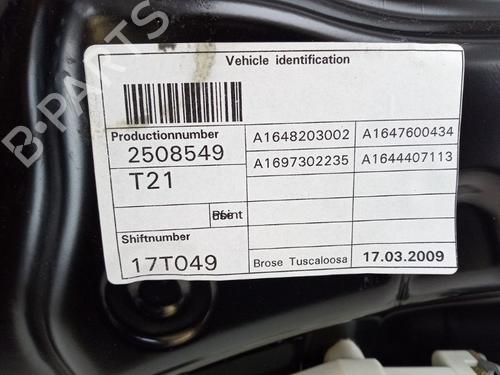 B-PARTS
Vehicle identification
Productionnumber
2508549
T21
A1648203002 A1647600434
A1697302235 A1644407113
Shiftnumber
17T049
Brose Tuscaloosa 17.03.2009